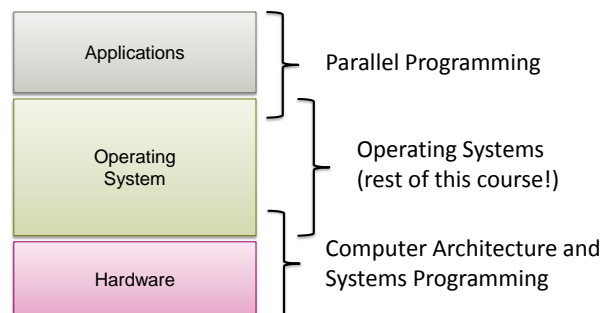 Applications
Parallel Programming
Operating
System
Operating Systems
(rest of this course!)
Computer Architecture and
Systems Programming
Hardware